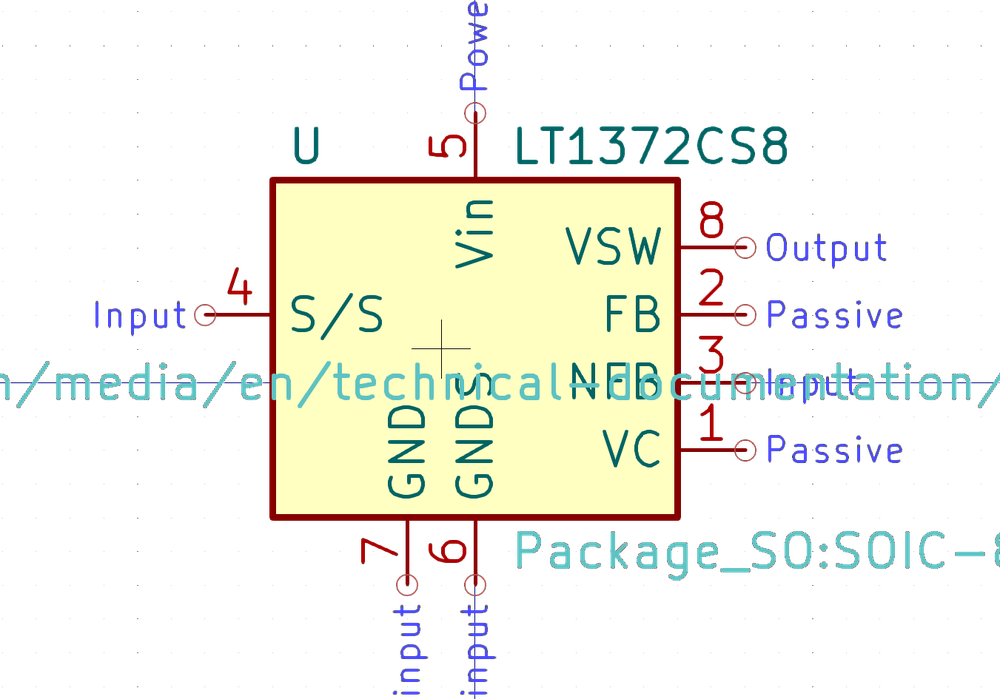 Powe
U
5
LT1372CS8
Vin
8
VSW
Output
4
Input
S/S
2
FB
Passive
3
NFB
Input
n/media/en/technical-documentation/
1
VC
Passive
GND
GNDS
7
6
Package_SO:SOIC-8
input
input